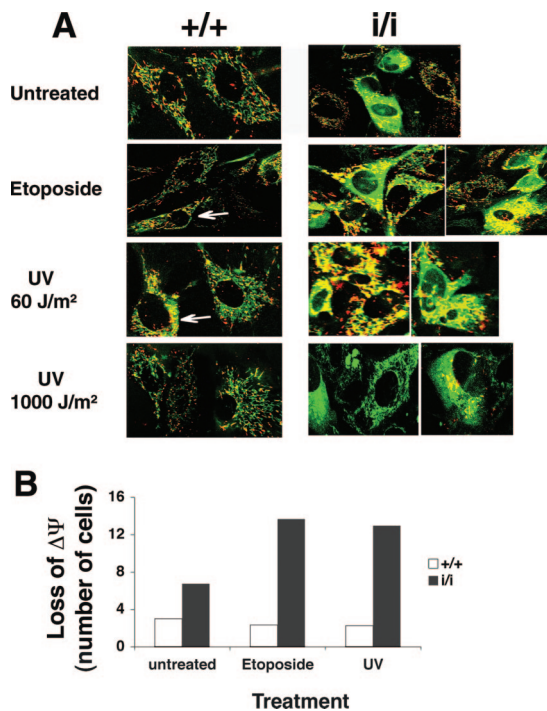 A
+/+
i/i
Untreated
Etoposide
UV
60 J/m²
UV
1000 J/m²
B
Loss of ΔΨ
(number of cells)
16
12
8
4
0
untreated
Etoposide
UV
+/+
i/i
Treatment